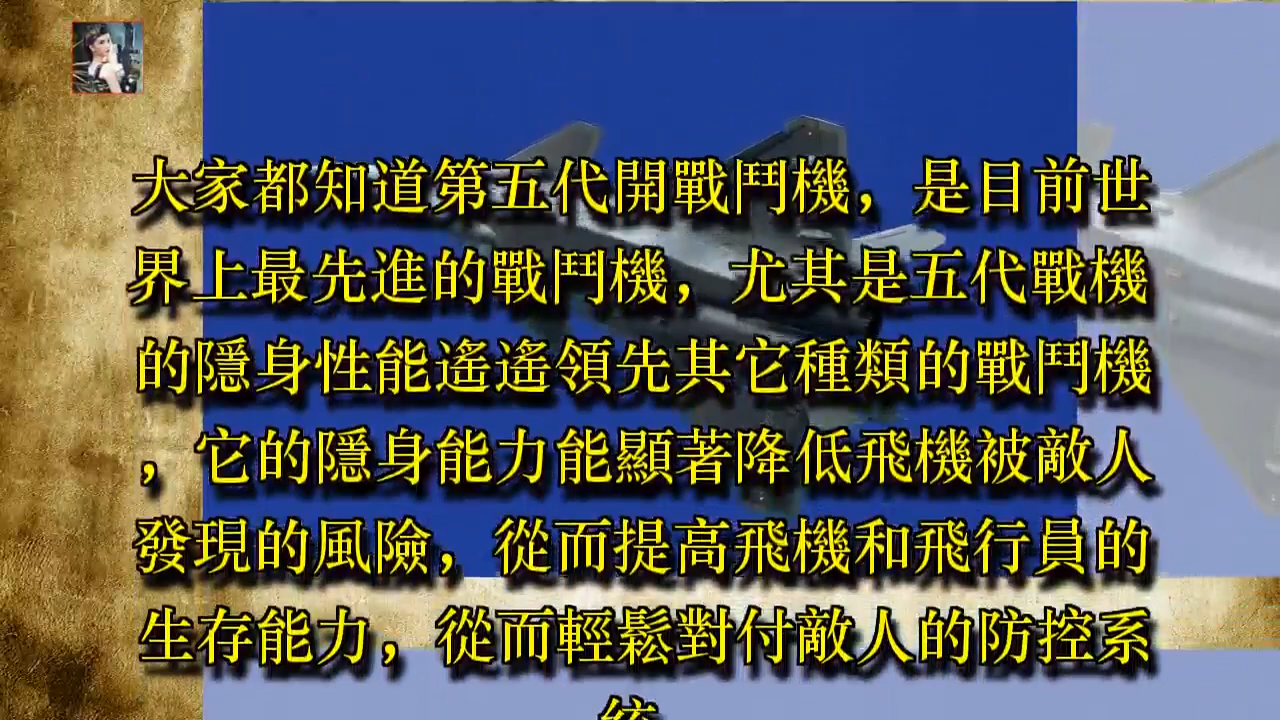 大家都知道第五代開戰鬥機，是目前世
界上最先進的戰鬥機，尤其是五代戰機
的隱身性能遙遙領先其它種類的戰鬥機
，它的隱身能力能顯著降低飛機被敵人
發現的風險，從而提高飛機和飛行員的
生存能力，從而輕鬆對付敵人的防控系
統